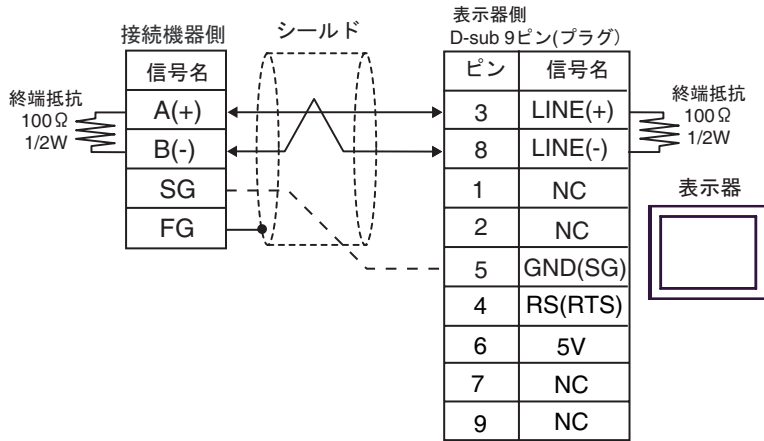 表示器側
接続機器側 シールド D-sub 9ピン(プラグ)
信号名 ピン 信号名
終端抵抗
100Ω
1/2W
A(+) 3 LINE(+)
B(-) 8 LINE(-)
終端抵抗
100Ω
1/2W
SG 1 NC
表示器
FG 2 NC
5 GND(SG)
4 RS(RTS)
6 5V
7 NC
9 NC